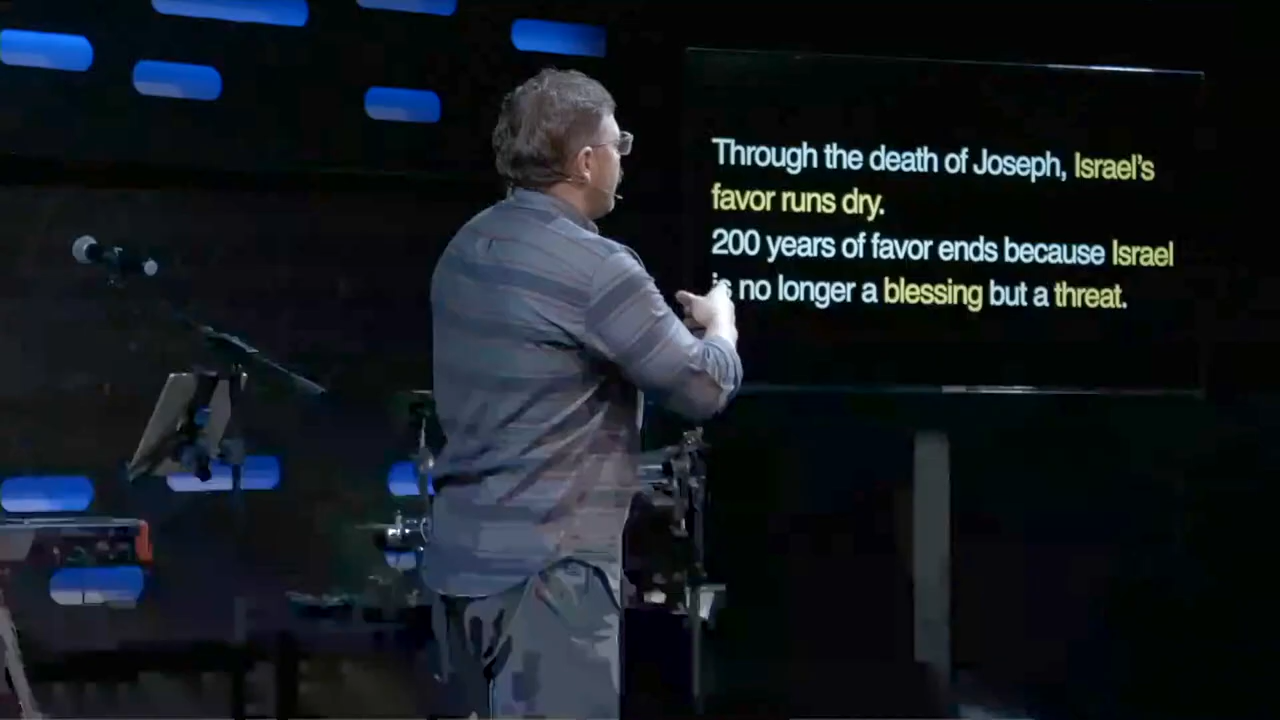 Through the death of Joseph, Israel’s
favor runs dry.
200 years of favor ends because Israel
is no longer a blessing but a threat.